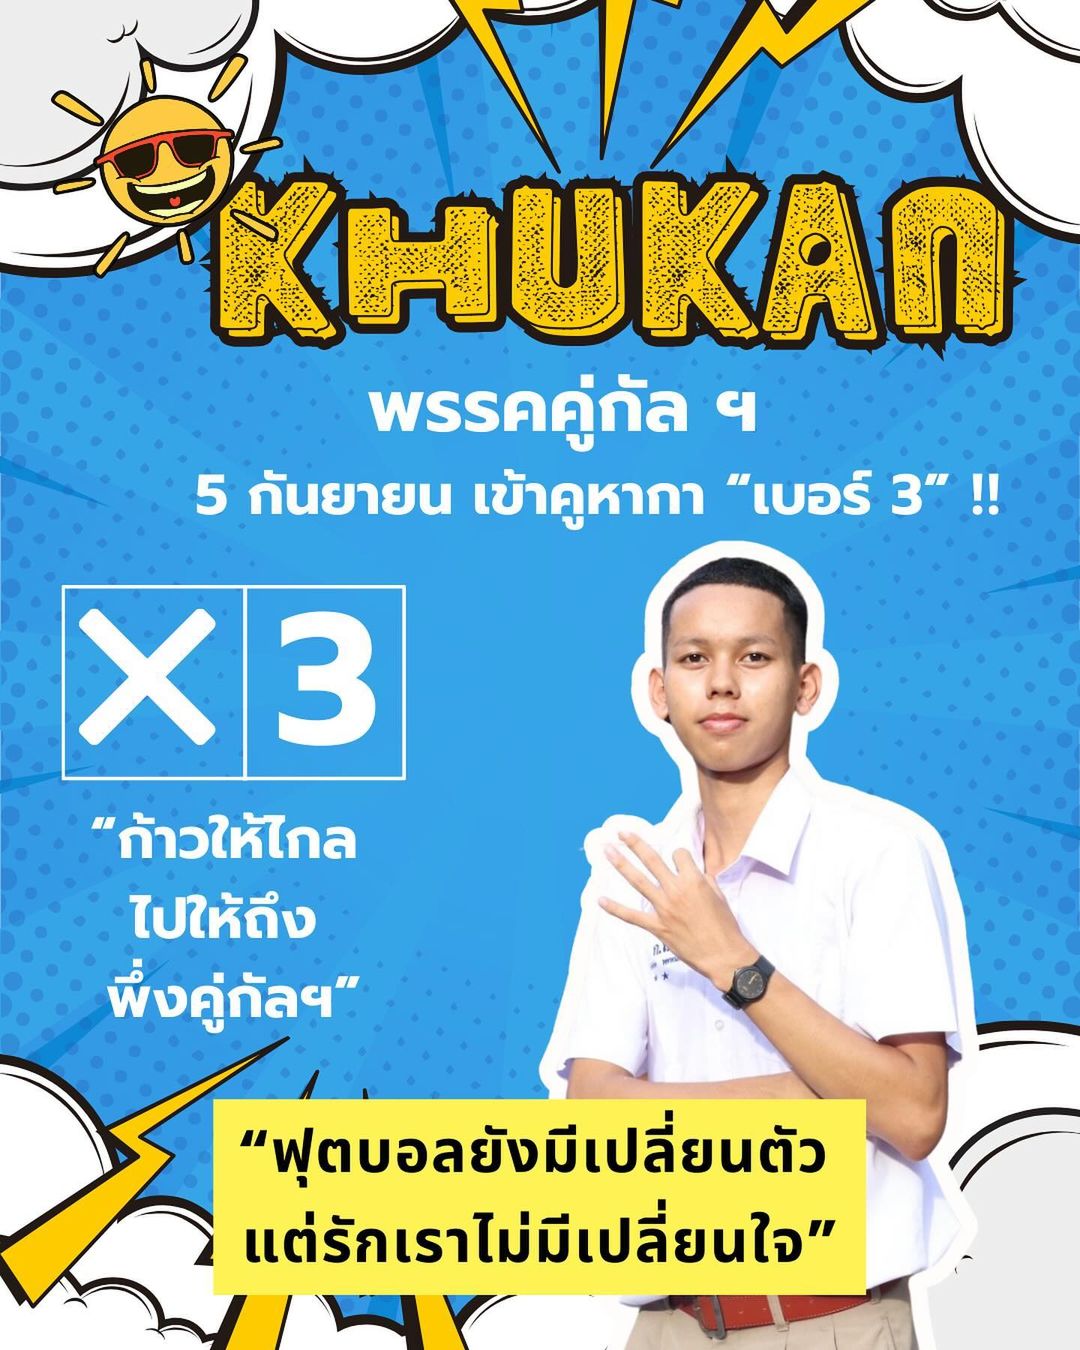 KHUKAN
พรรคคู่กัล ฯ
5 กันยายน เข้าคูหากา “เบอร์ 3” !!
X 3
“ก้าวให้ไกล
ไปให้ถึง
พึ่งคู่กัลฯ”
“ฟุตบอลยังมีเปลี่ยนตัว
แต่รักเราไม่มีเปลี่ยนใจ”